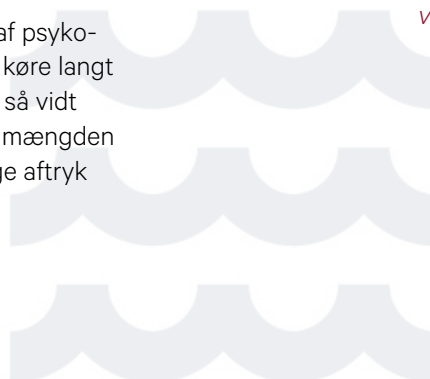 af psyko-
køre langt
så vidt
mængden
ge aftryk